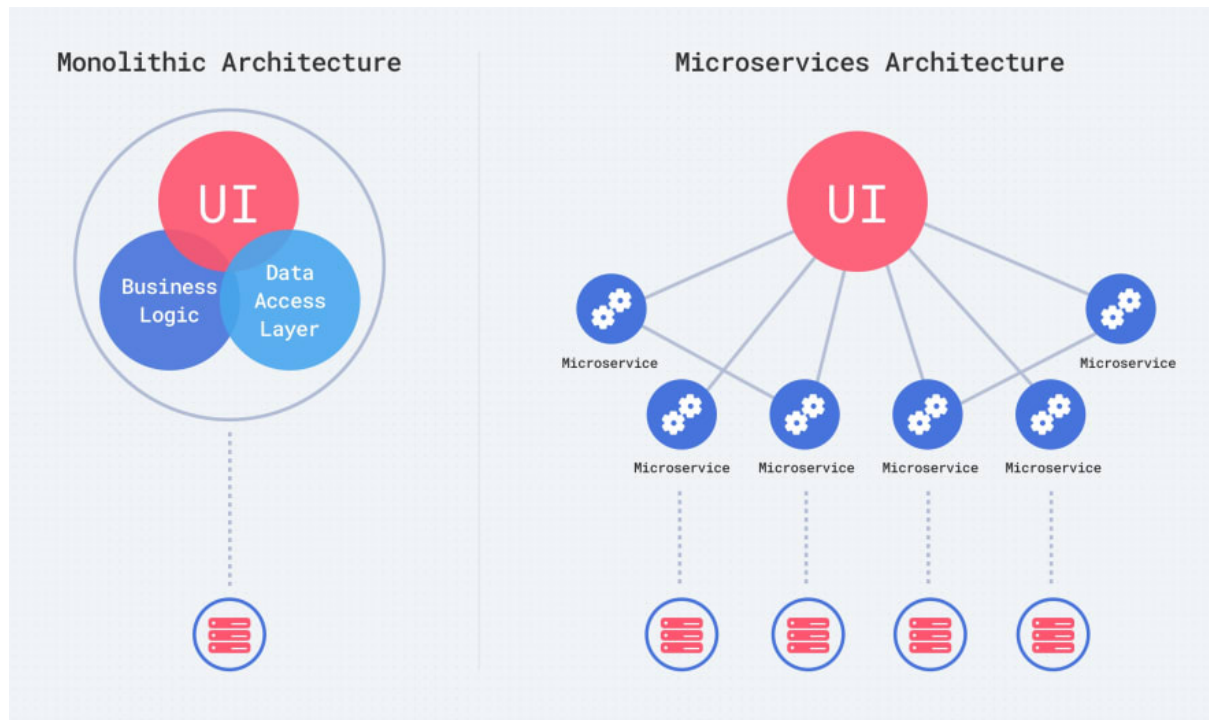 Monolithic Architecture
UI
Business
Logic
Data
Access
Layer
Microservices Architecture
UI
Microservice
Microservice
Microservice
Microservice
Microservice
Microservice